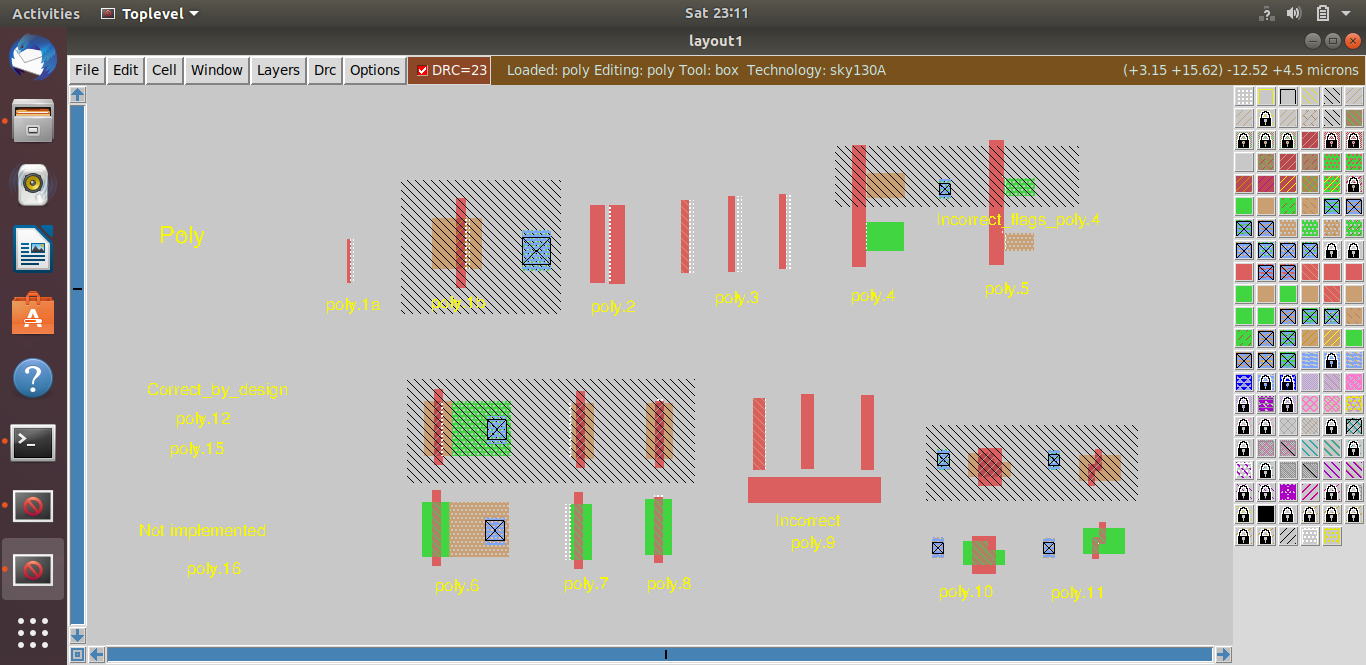 Activities
Toplevel
Sat 23:11
layout1
File Edit Cell Window Layers Drc Options DRC=23 Loaded: poly Editing: poly Tool: box Technology: sky130A (+3.15 +15.62) -12.52 +4.5 microns
Poly
Incorrect_flags_poly.4
poly.1a
poly.1b
poly.2
poly.3
poly.4
poly.5
Correct_by_design
poly.12
poly.15
Not implemented
poly.16
Incorrect
poly.9
poly.6
poly.7
poly.8
poly.10
poly.11